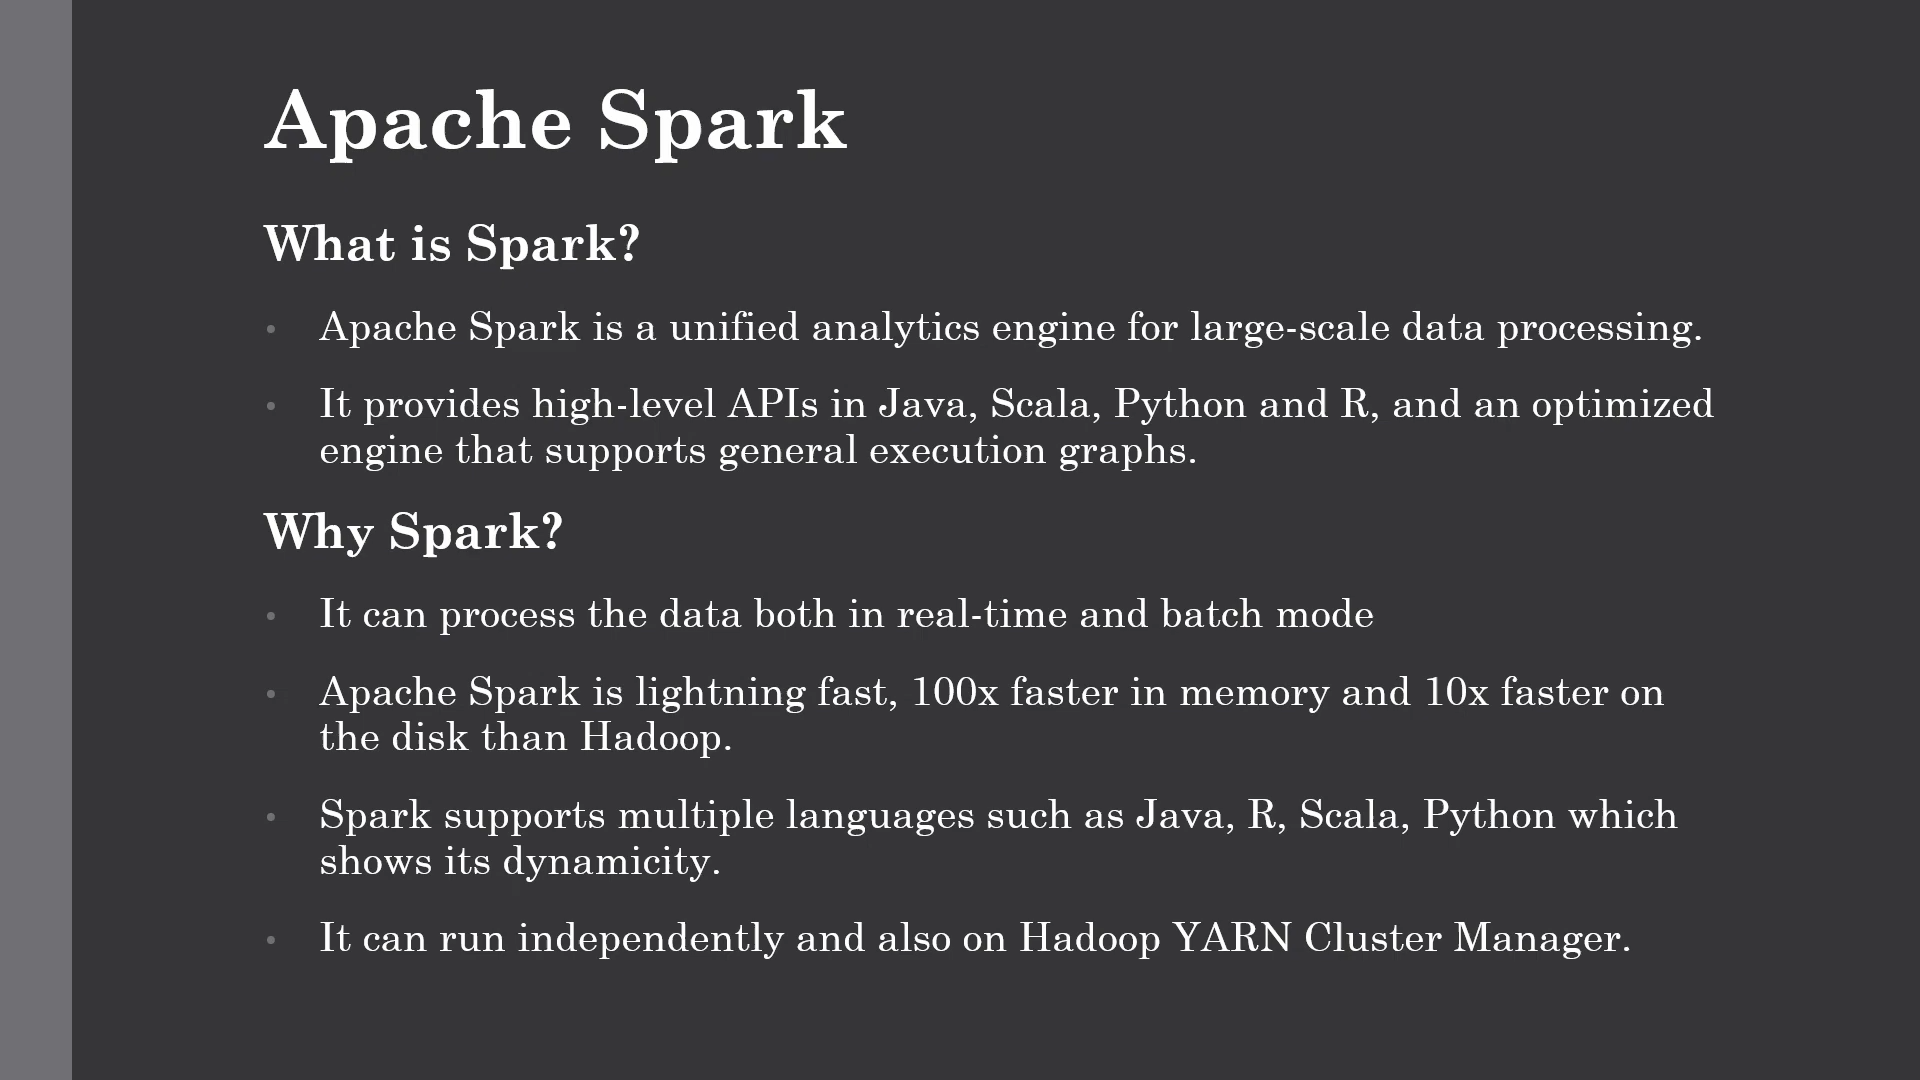 Apache Spark
What is Spark?
• Apache Spark is a unified analytics engine for large-scale data processing.
• It provides high-level APIs in Java, Scala, Python and R, and an optimized
engine that supports general execution graphs.
Why Spark?
• It can process the data both in real-time and batch mode
• Apache Spark is lightning fast, 100x faster in memory and 10x faster on
the disk than Hadoop.
• Spark supports multiple languages such as Java, R, Scala, Python which
shows its dynamicity.
• It can run independently and also on Hadoop YARN Cluster Manager.